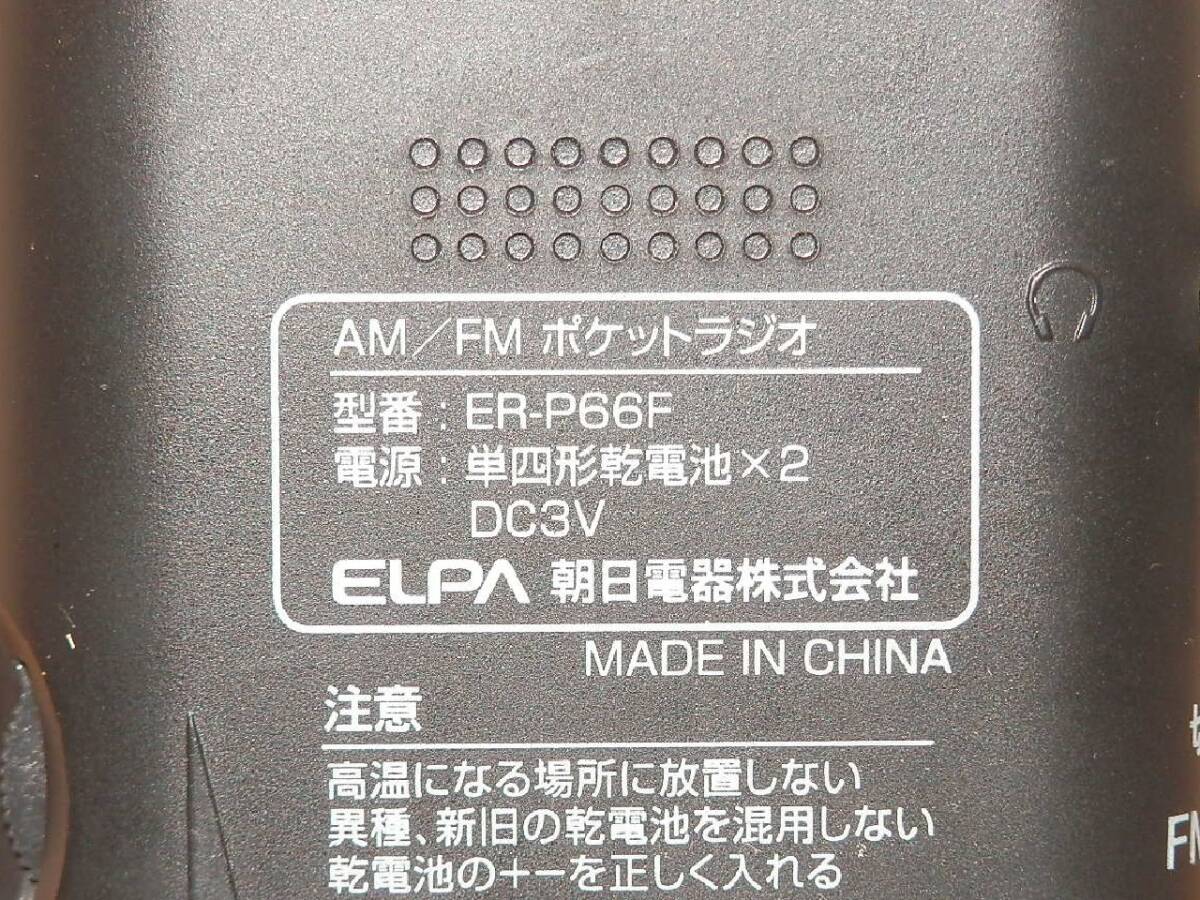 AM／FM ポケットラジオ
型番：ER-P66F
電源：単四形乾電池×2
DC3V
ELPA 朝日電器株式会社
MADE IN CHINA
注意
高温になる場所に放置しない
異種、新旧の乾電池を混用しない
乾電池の＋－を正しく入れる
FM